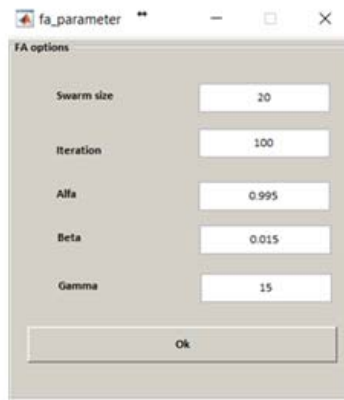 fa_parameter **
FA options
Swarm size 20
Iteration 100
Alfa 0.995
Beta 0.015
Gamma 15
Ok